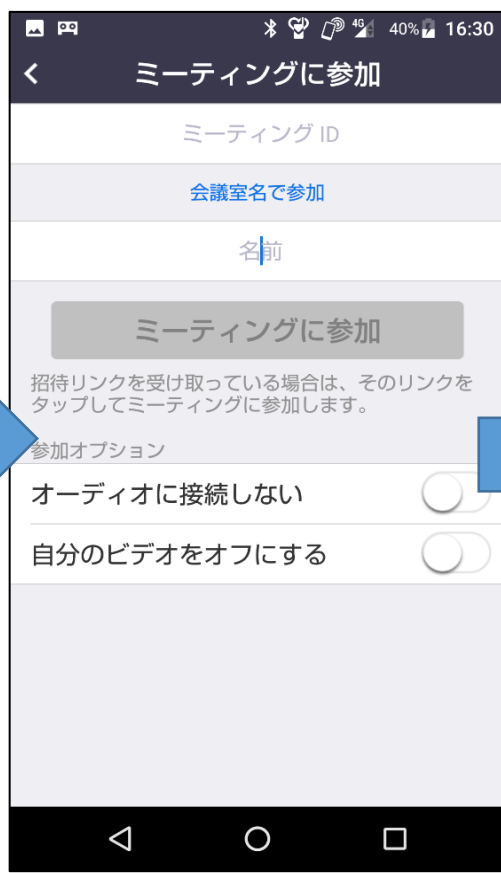 4G 40% 16:30
ミーティングに参加
ミーティング ID
会議室名で参加
名前
ミーティングに参加
招待リンクを受け取っている場合は、そのリンクを
タップしてミーティングに参加します。
参加オプション
オーディオに接続しない
自分のビデオをオフにする